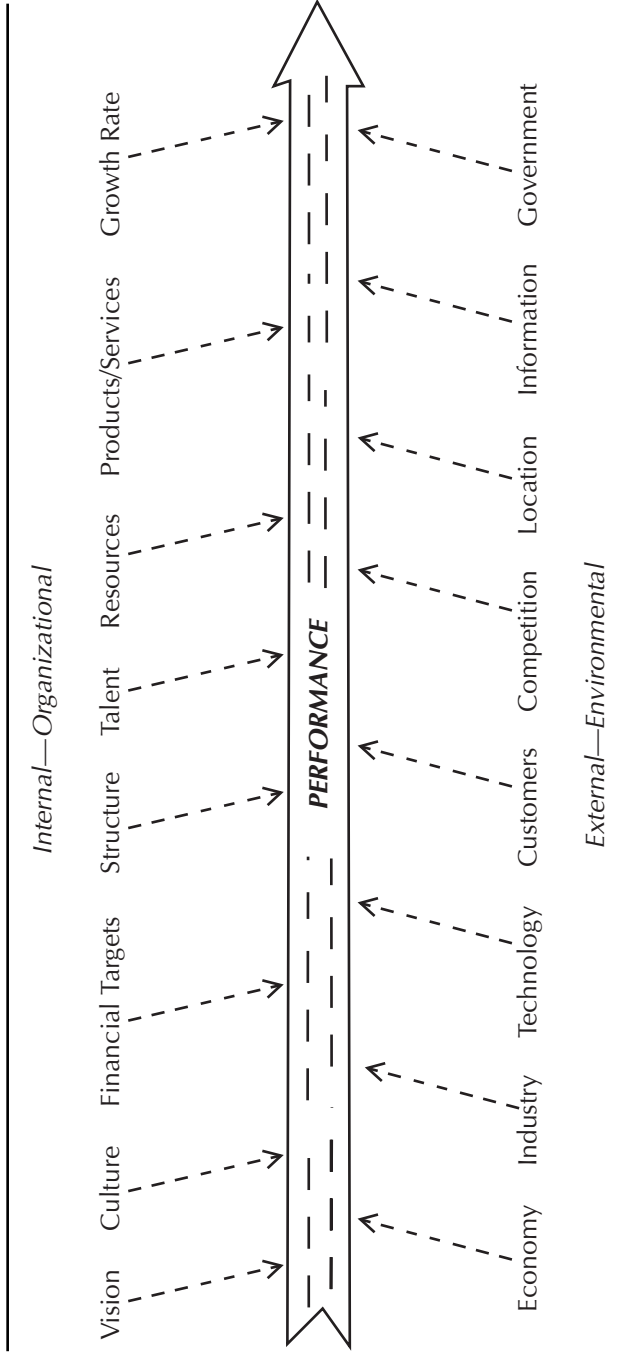 Internal—Organizational
Vision Culture Financial Targets Structure Talent Resources Products/Services Growth Rate
PERFORMANCE
Economy Industry Technology Customers Competition Location Information Government
External—Environmental